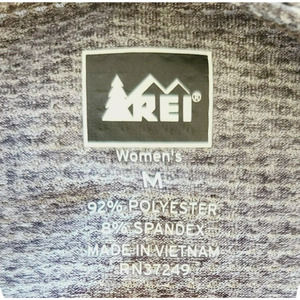 REI®
Women's
M
92% POLYESTER
8% SPANDEX
MADE IN VIETNAM
RN37249